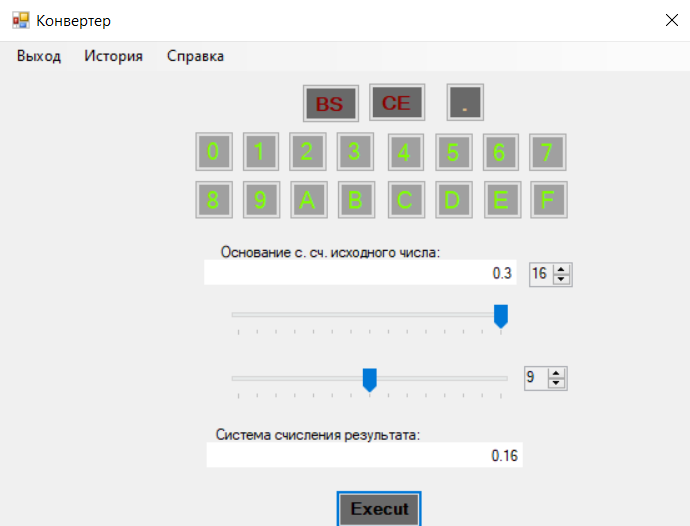 Конвертер
Выход История Справка
BS CE .
0 1 2 3 4 5 6 7
8 9 A B C D E F
Основание с. сч. исходного числа:
0.3 16
9
Система счисления результата:
0.16
Execut